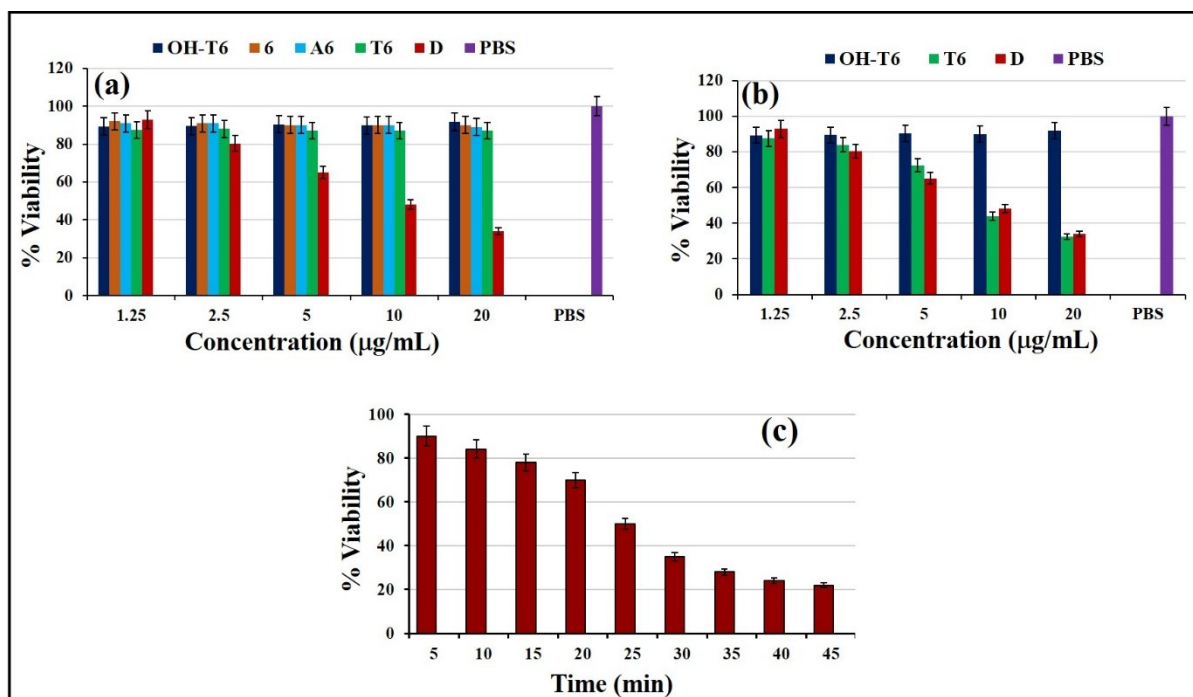 OH-T6 6 A6 T6 D PBS
(a)
120
100
80
60
40
20
0
% Viability
1.25 2.5 5 10 20 PBS
Concentration (µg/mL)
OH-T6 T6 D PBS
(b)
120
100
80
60
40
20
0
% Viability
1.25 2.5 5 10 20 PBS
Concentration (µg/mL)
(c)
100
80
60
40
20
0
% Viability
5 10 15 20 25 30 35 40 45
Time (min)